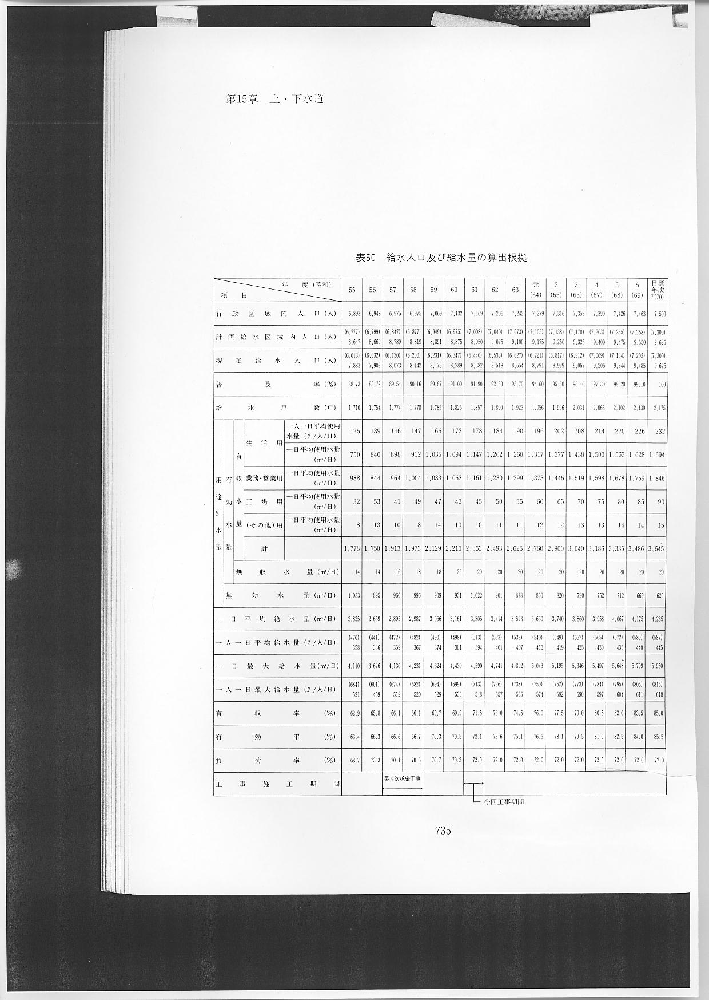 第15章　上・下水道
表50　給水人口及び給水量の算出根拠
年　度（昭和） 項　目 55 56 57 58 59 60 61 62 63 元(64) 2(65) 3(66) 4(67) 5(68) 6(69) 目標年次7(70)
行政区域内人口（人） 6,893 6,948 6,975 6,975 7,069 7,132 7,169 7,206 7,242 7,279 7,316 7,353 7,390 7,426 7,463 7,500
計画給水区域内人口（人） (6,777) (6,799) (6,847) (6,877) (6,949) (6,975) (7,008) (7,040) (7,073) (7,105) (7,138) (7,170) (7,203) (7,235) (7,268) (7,300)
8,647 8,669 8,789 8,819 8,891 8,875 8,950 9,025 9,100 9,175 9,250 9,325 9,400 9,475 9,550 9,625
現在給水人口（人） (6,013) (6,032) (6,130) (6,200) (6,231) (6,347) (6,440) (6,533) (6,627) (6,721) (6,817) (6,912) (7,009) (7,104) (7,203) (7,300)
7,883 7,902 8,073 8,142 8,173 8,289 8,382 8,518 8,654 8,791 8,929 9,067 9,206 9,344 9,485 9,625
普及率（%） 88.73 88.72 89.54 90.16 89.67 91.00 91.90 92.80 93.70 94.60 95.50 96.40 97.30 98.20 99.10 100
給水戸数（戸） 1,710 1,754 1,774 1,778 1,785 1,825 1,857 1,890 1,923 1,956 1,996 2,031 2,066 2,102 2,139 2,175
用途別水量 有効水量 有収水量 生活用 一人一日平均使用水量（ℓ/人/日） 125 139 146 147 166 172 178 184 190 196 202 208 214 220 226 232
一日平均使用水量（m³/日） 750 840 898 912 1,035 1,094 1,147 1,202 1,260 1,317 1,377 1,438 1,500 1,563 1,628 1,694
業務・営業用 一日平均使用水量（m³/日） 988 844 964 1,004 1,033 1,063 1,161 1,230 1,299 1,373 1,446 1,519 1,598 1,678 1,759 1,846
工場用 一日平均使用水量（m³/日） 32 53 41 49 47 43 45 50 55 60 65 70 75 80 85 90
（その他）用 一日平均使用水量（m³/日） 8 13 10 8 14 10 10 11 11 12 12 13 13 14 14 15
計 1,778 1,750 1,913 1,973 2,129 2,210 2,363 2,493 2,625 2,760 2,900 3,040 3,186 3,335 3,486 3,645
無収水量（m³/日） 14 14 16 18 18 20 20 20 20 20 20 20 20 20 20 20
無効水量（m³/日） 1,033 895 966 996 909 931 1,022 901 878 850 820 790 752 712 669 620
一日平均給水量（m³/日） 2,825 2,659 2,895 2,987 3,056 3,161 3,305 3,414 3,523 3,630 3,740 3,860 3,958 4,067 4,175 4,285
一人一日平均給水量（ℓ/人/日） (470) (441) (472) (482) (490) (498) (513) (523) (532) (540) (549) (557) (565) (572) (580) (587)
358 336 359 367 374 381 394 401 407 413 419 425 430 435 440 445
一日最大給水量（m³/日） 4,110 3,626 4,130 4,231 4,324 4,439 4,590 4,741 4,892 5,043 5,195 5,346 5,497 5,648 5,799 5,950
一人一日最大給水量（ℓ/人/日） (684) (601) (674) (682) (694) (699) (713) (726) (738) (750) (762) (773) (784) (795) (805) (815)
521 459 512 520 529 536 548 557 565 574 582 590 597 604 611 618
有収率（%） 62.9 65.8 66.1 66.1 69.7 69.9 71.5 73.0 74.5 76.0 77.5 79.0 80.5 82.0 83.5 85.0
有効率（%） 63.4 66.3 66.6 66.7 70.3 70.5 72.1 73.6 75.1 76.6 78.1 79.5 81.0 82.5 84.0 85.5
負荷率（%） 68.7 73.3 70.1 70.6 70.7 70.2 72.0 72.0 72.0 72.0 72.0 72.0 72.0 72.0 72.0 72.0
工事施工期間 第4次拡張工事
今回工事期間
735